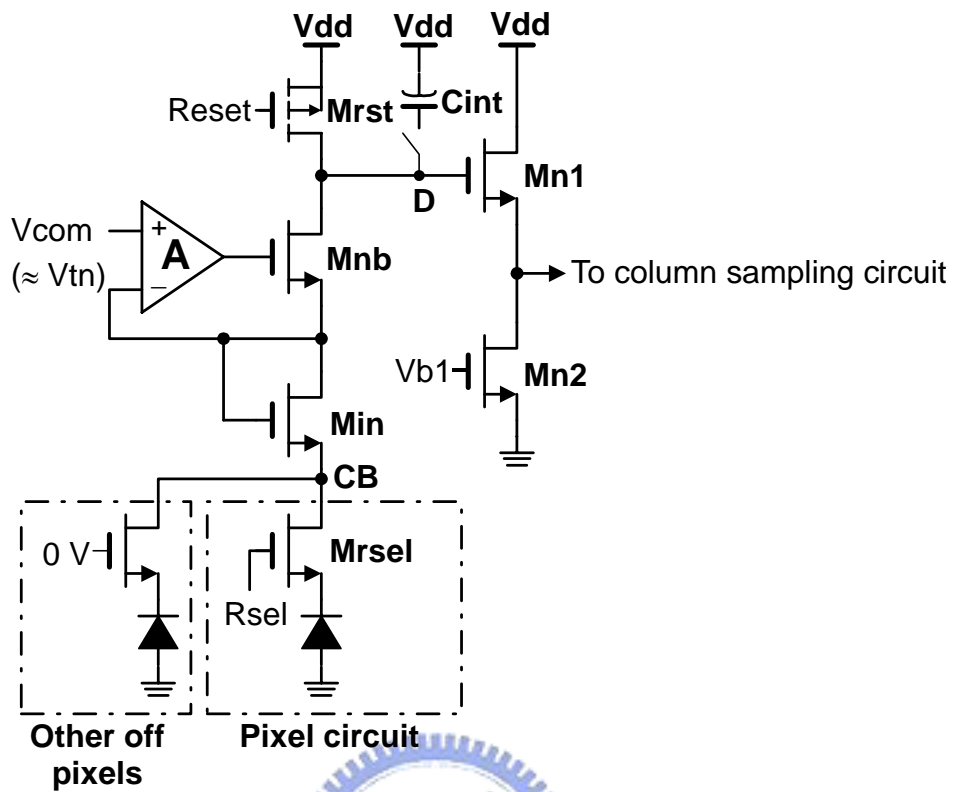 Vdd Vdd Vdd
Reset Mrst Cint
Mn1
D
Vcom + A Mnb
(≈ Vtn) −
To column sampling circuit
Vb1 Mn2
Min
CB
0 V Mrsel
Rsel
Other off Pixel circuit
pixels